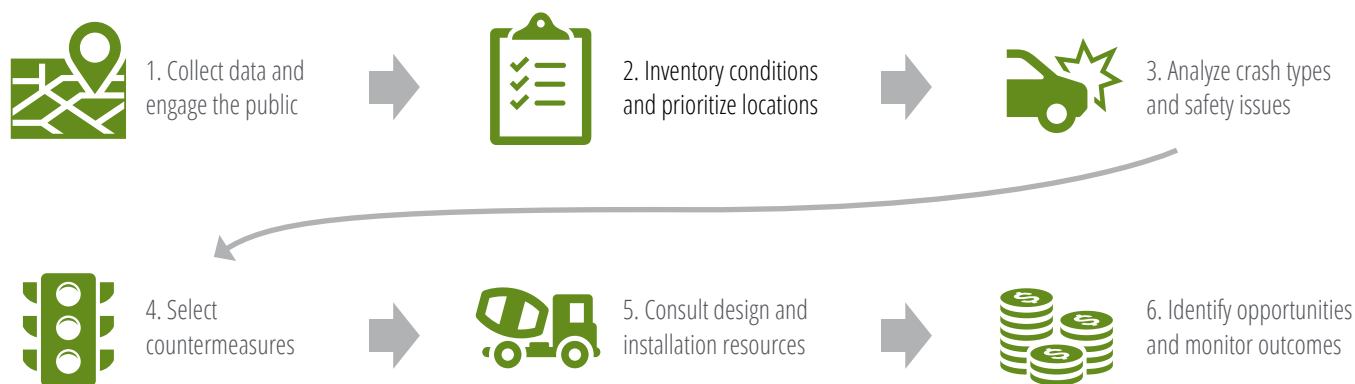 1. Collect data and
engage the public
2. Inventory conditions
and prioritize locations
3. Analyze crash types
and safety issues
4. Select
countermeasures
5. Consult design and
installation resources
$
$
$
6. Identify opportunities
and monitor outcomes